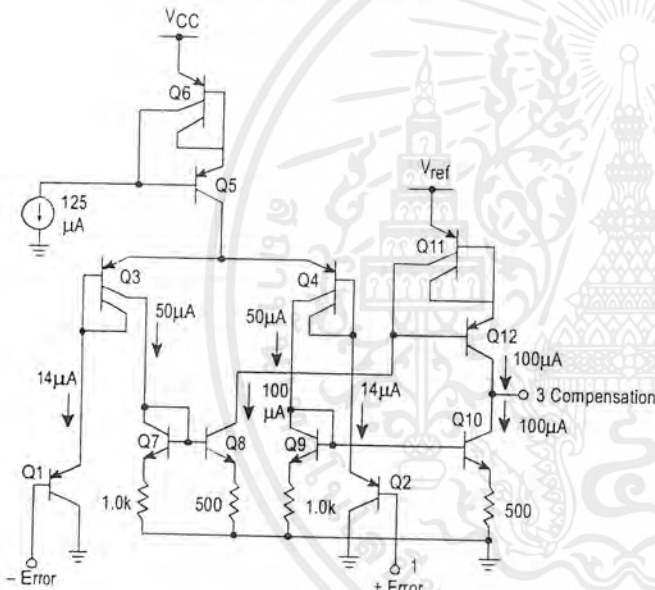 VCC
Q6
Q5
125
μA
Vref
Q11
Q3
Q4
50μA
50μA
Q12
14μA
100
μA
14μA
100μA
3 Compensation
100μA
Q10
Q7
Q8
Q9
Q1
Q2
1.0k
500
1.0k
500
– Error
1
+ Error